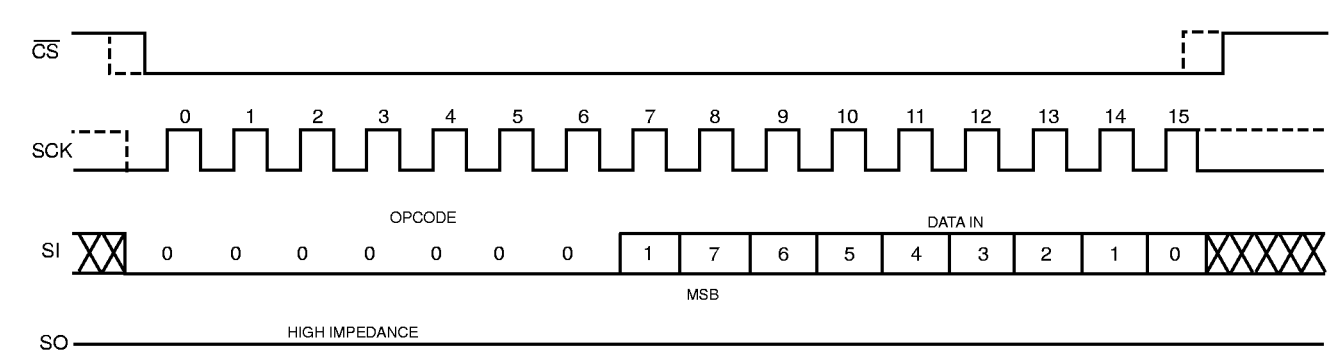 CS
0 1 2 3 4 5 6 7 8 9 10 11 12 13 14 15
SCK
OPCODE
DATA IN
SI
0 0 0 0 0 0 0 1 7 6 5 4 3 2 1 0
MSB
HIGH IMPEDANCE
SO